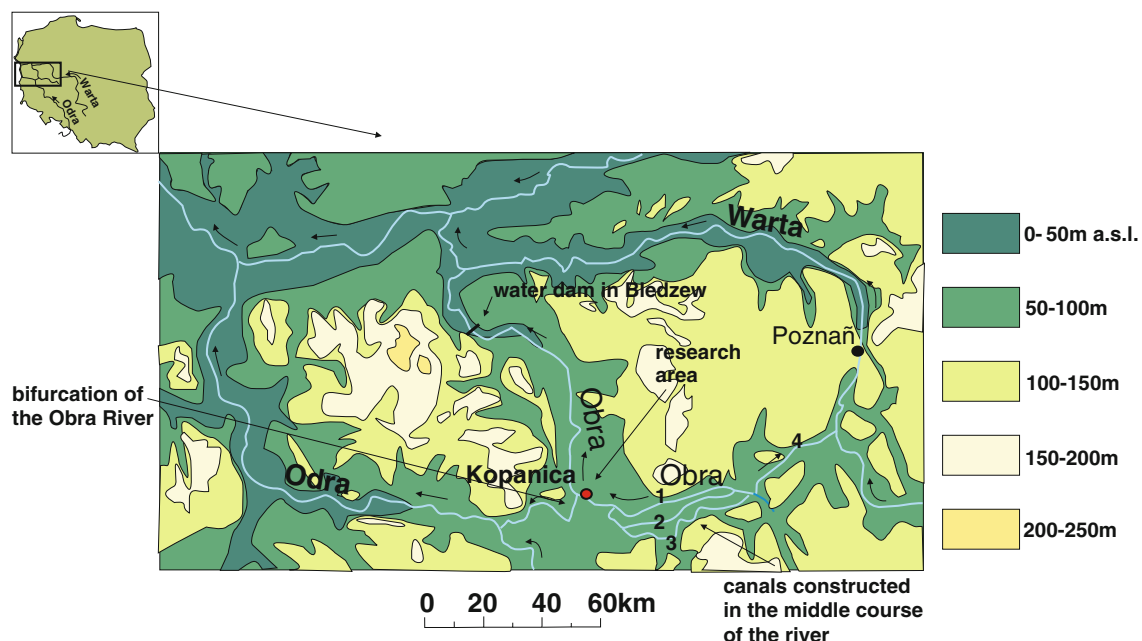 Warta
Odra
Warta
0- 50m a.s.l.
water dam in Bledzew
50-100m
Poznañ
research
area
bifurcation of
the Obra River
100-150m
Obra
4
150-200m
Odra
Kopanica
Obra
1
2
3
200-250m
canals constructed
in the middle course
of the river
0 20 40 60km